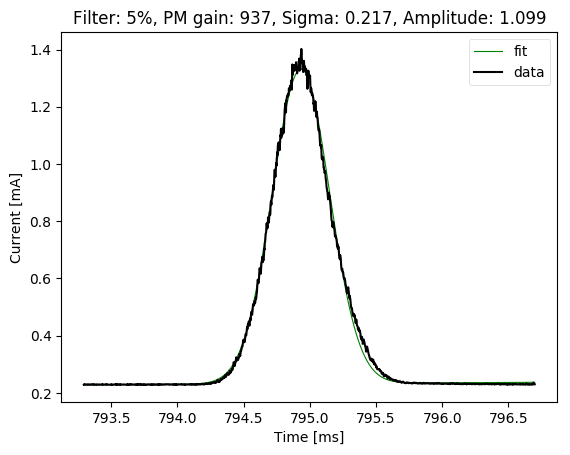 Filter: 5%, PM gain: 937, Sigma: 0.217, Amplitude: 1.099
fit
data
Current [mA]
1.4
1.2
1.0
0.8
0.6
0.4
0.2
793.5 794.0 794.5 795.0 795.5 796.0 796.5
Time [ms]